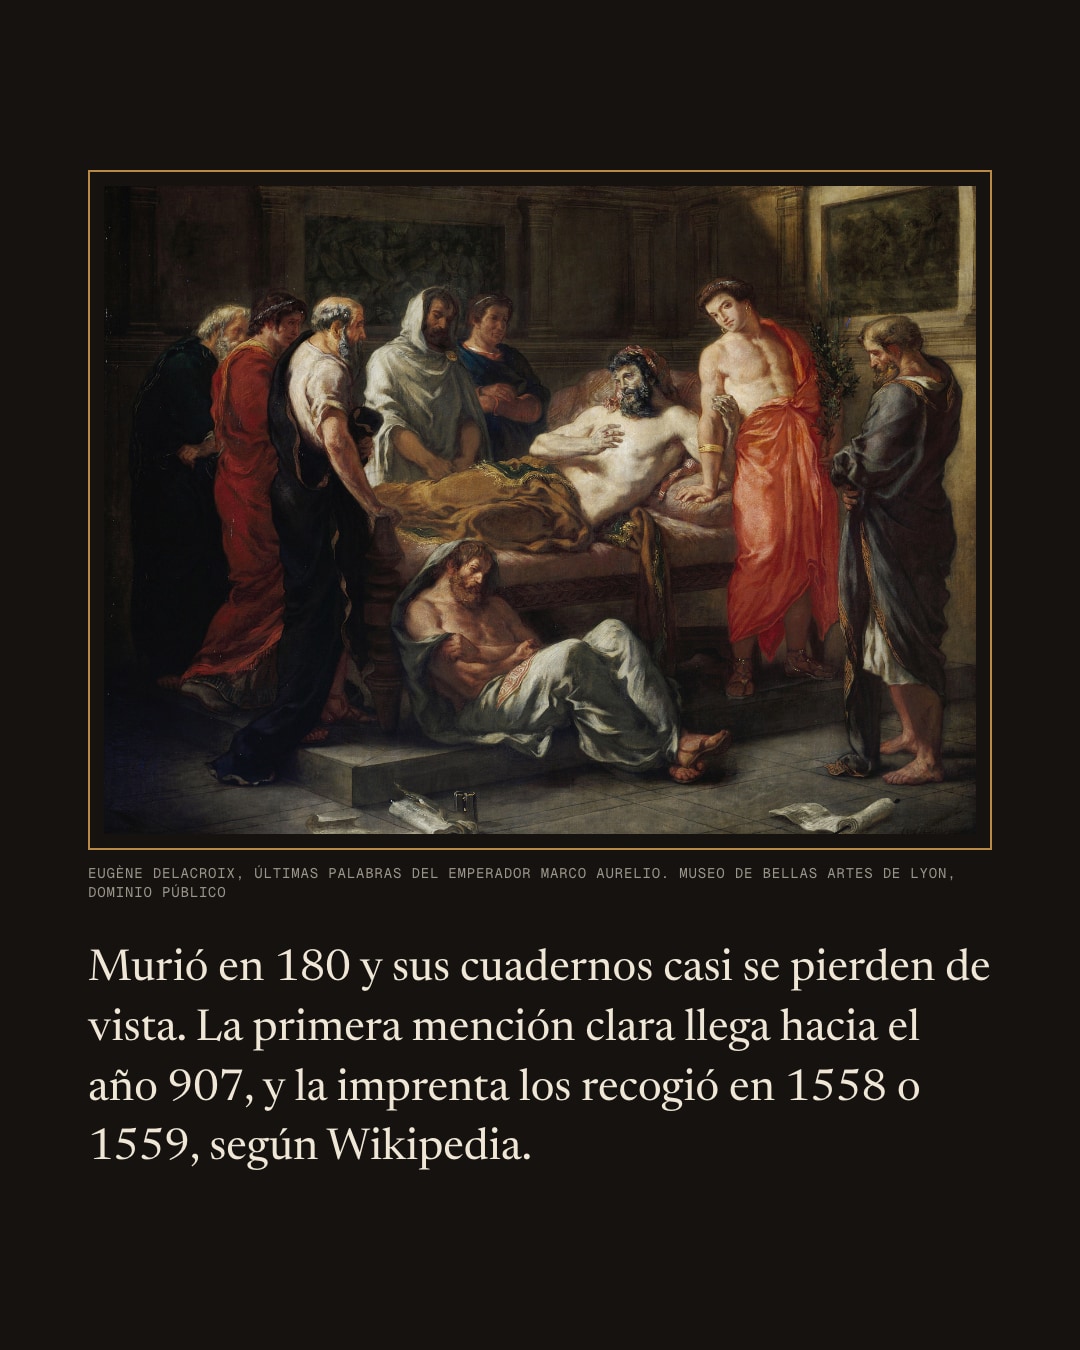 EUGÈNE DELACROIX, ÚLTIMAS PALABRAS DEL EMPERADOR MARCO AURELIO. MUSEO DE BELLAS ARTES DE LYON,
DOMINIO PÚBLICO
Murió en 180 y sus cuadernos casi se pierden de
vista. La primera mención clara llega hacia el
año 907, y la imprenta los recogió en 1558 o
1559, según Wikipedia.